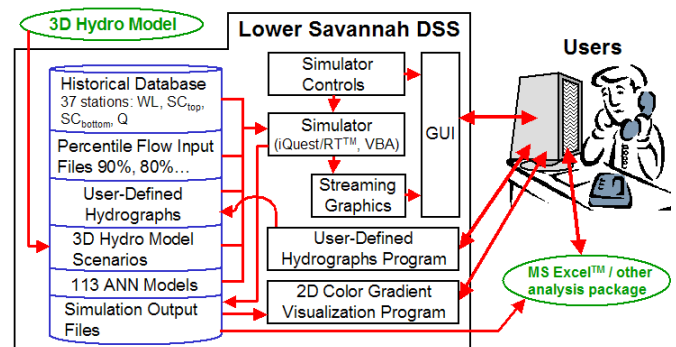 3D Hydro Model
Lower Savannah DSS
Users
Historical Database
37 stations: WL, SCtop,
SCbottom, Q
Percentile Flow Input
Files 90%, 80%...
User-Defined
Hydrographs
3D Hydro Model
Scenarios
113 ANN Models
Simulation Output
Files
Simulator
Controls
Simulator
(iQuest/RT™, VBA)
Streaming
Graphics
GUI
User-Defined
Hydrographs Program
2D Color Gradient
Visualization Program
MS Excel™ / other
analysis package